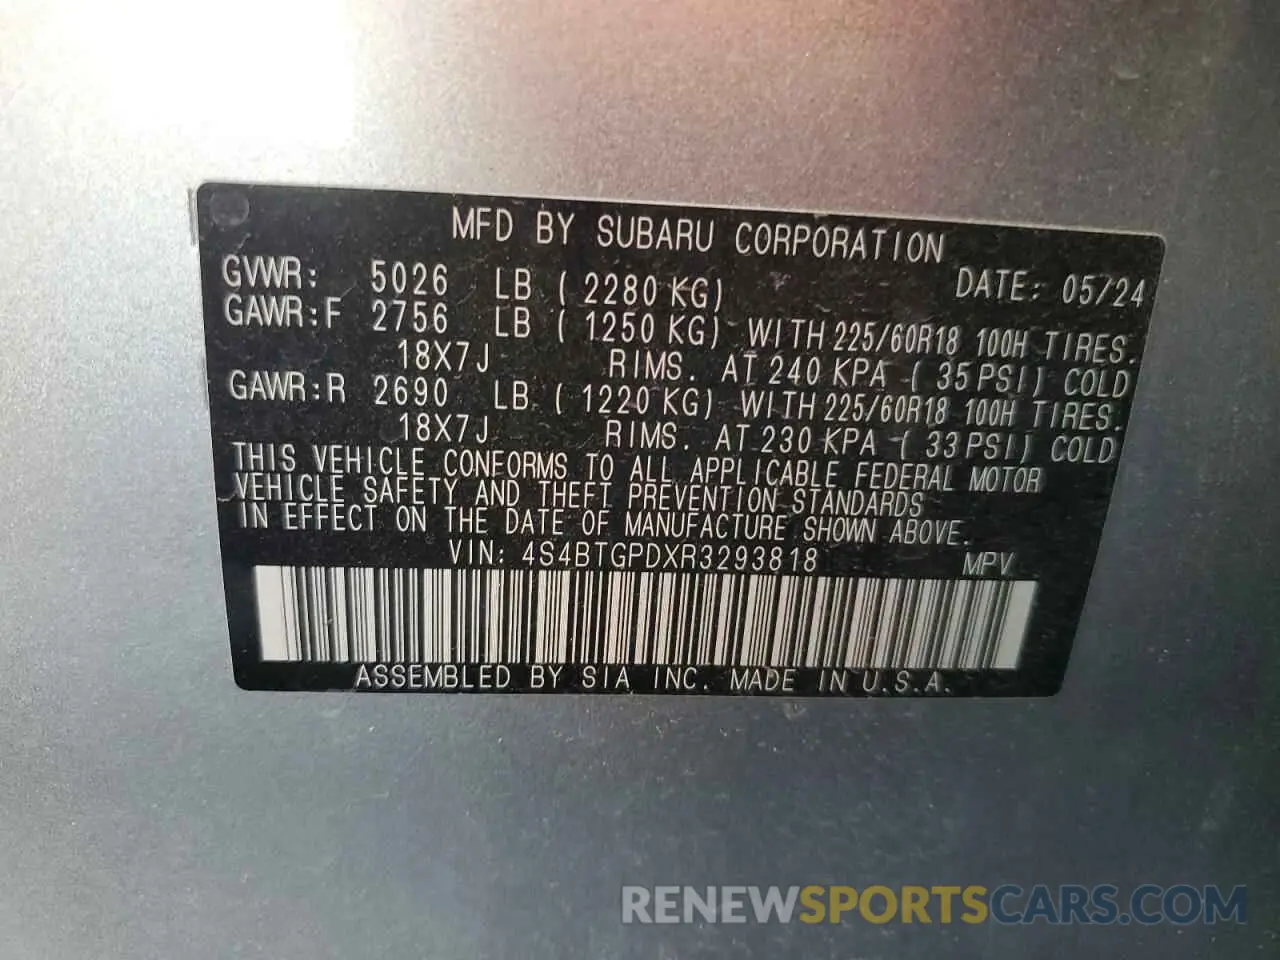 MFD BY SUBARU CORPORATION
GVWR: 5026 LB ( 2280 KG) DATE: 05/24
GAWR:F 2756 LB ( 1250 KG) WITH 225/60R18 100H TIRES.
18X7J RIMS. AT 240 KPA ( 35 PSI) COLD
GAWR:R 2690 LB ( 1220 KG) WITH 225/60R18 100H TIRES.
18X7J RIMS. AT 230 KPA ( 33 PSI) COLD
THIS VEHICLE CONFORMS TO ALL APPLICABLE FEDERAL MOTOR
VEHICLE SAFETY AND THEFT PREVENTION STANDARDS
IN EFFECT ON THE DATE OF MANUFACTURE SHOWN ABOVE.
VIN: 4S4BTGPDXR3293818 MPV
ASSEMBLED BY SIA INC. MADE IN U.S.A.
RENEWSPORTSCARS.COM